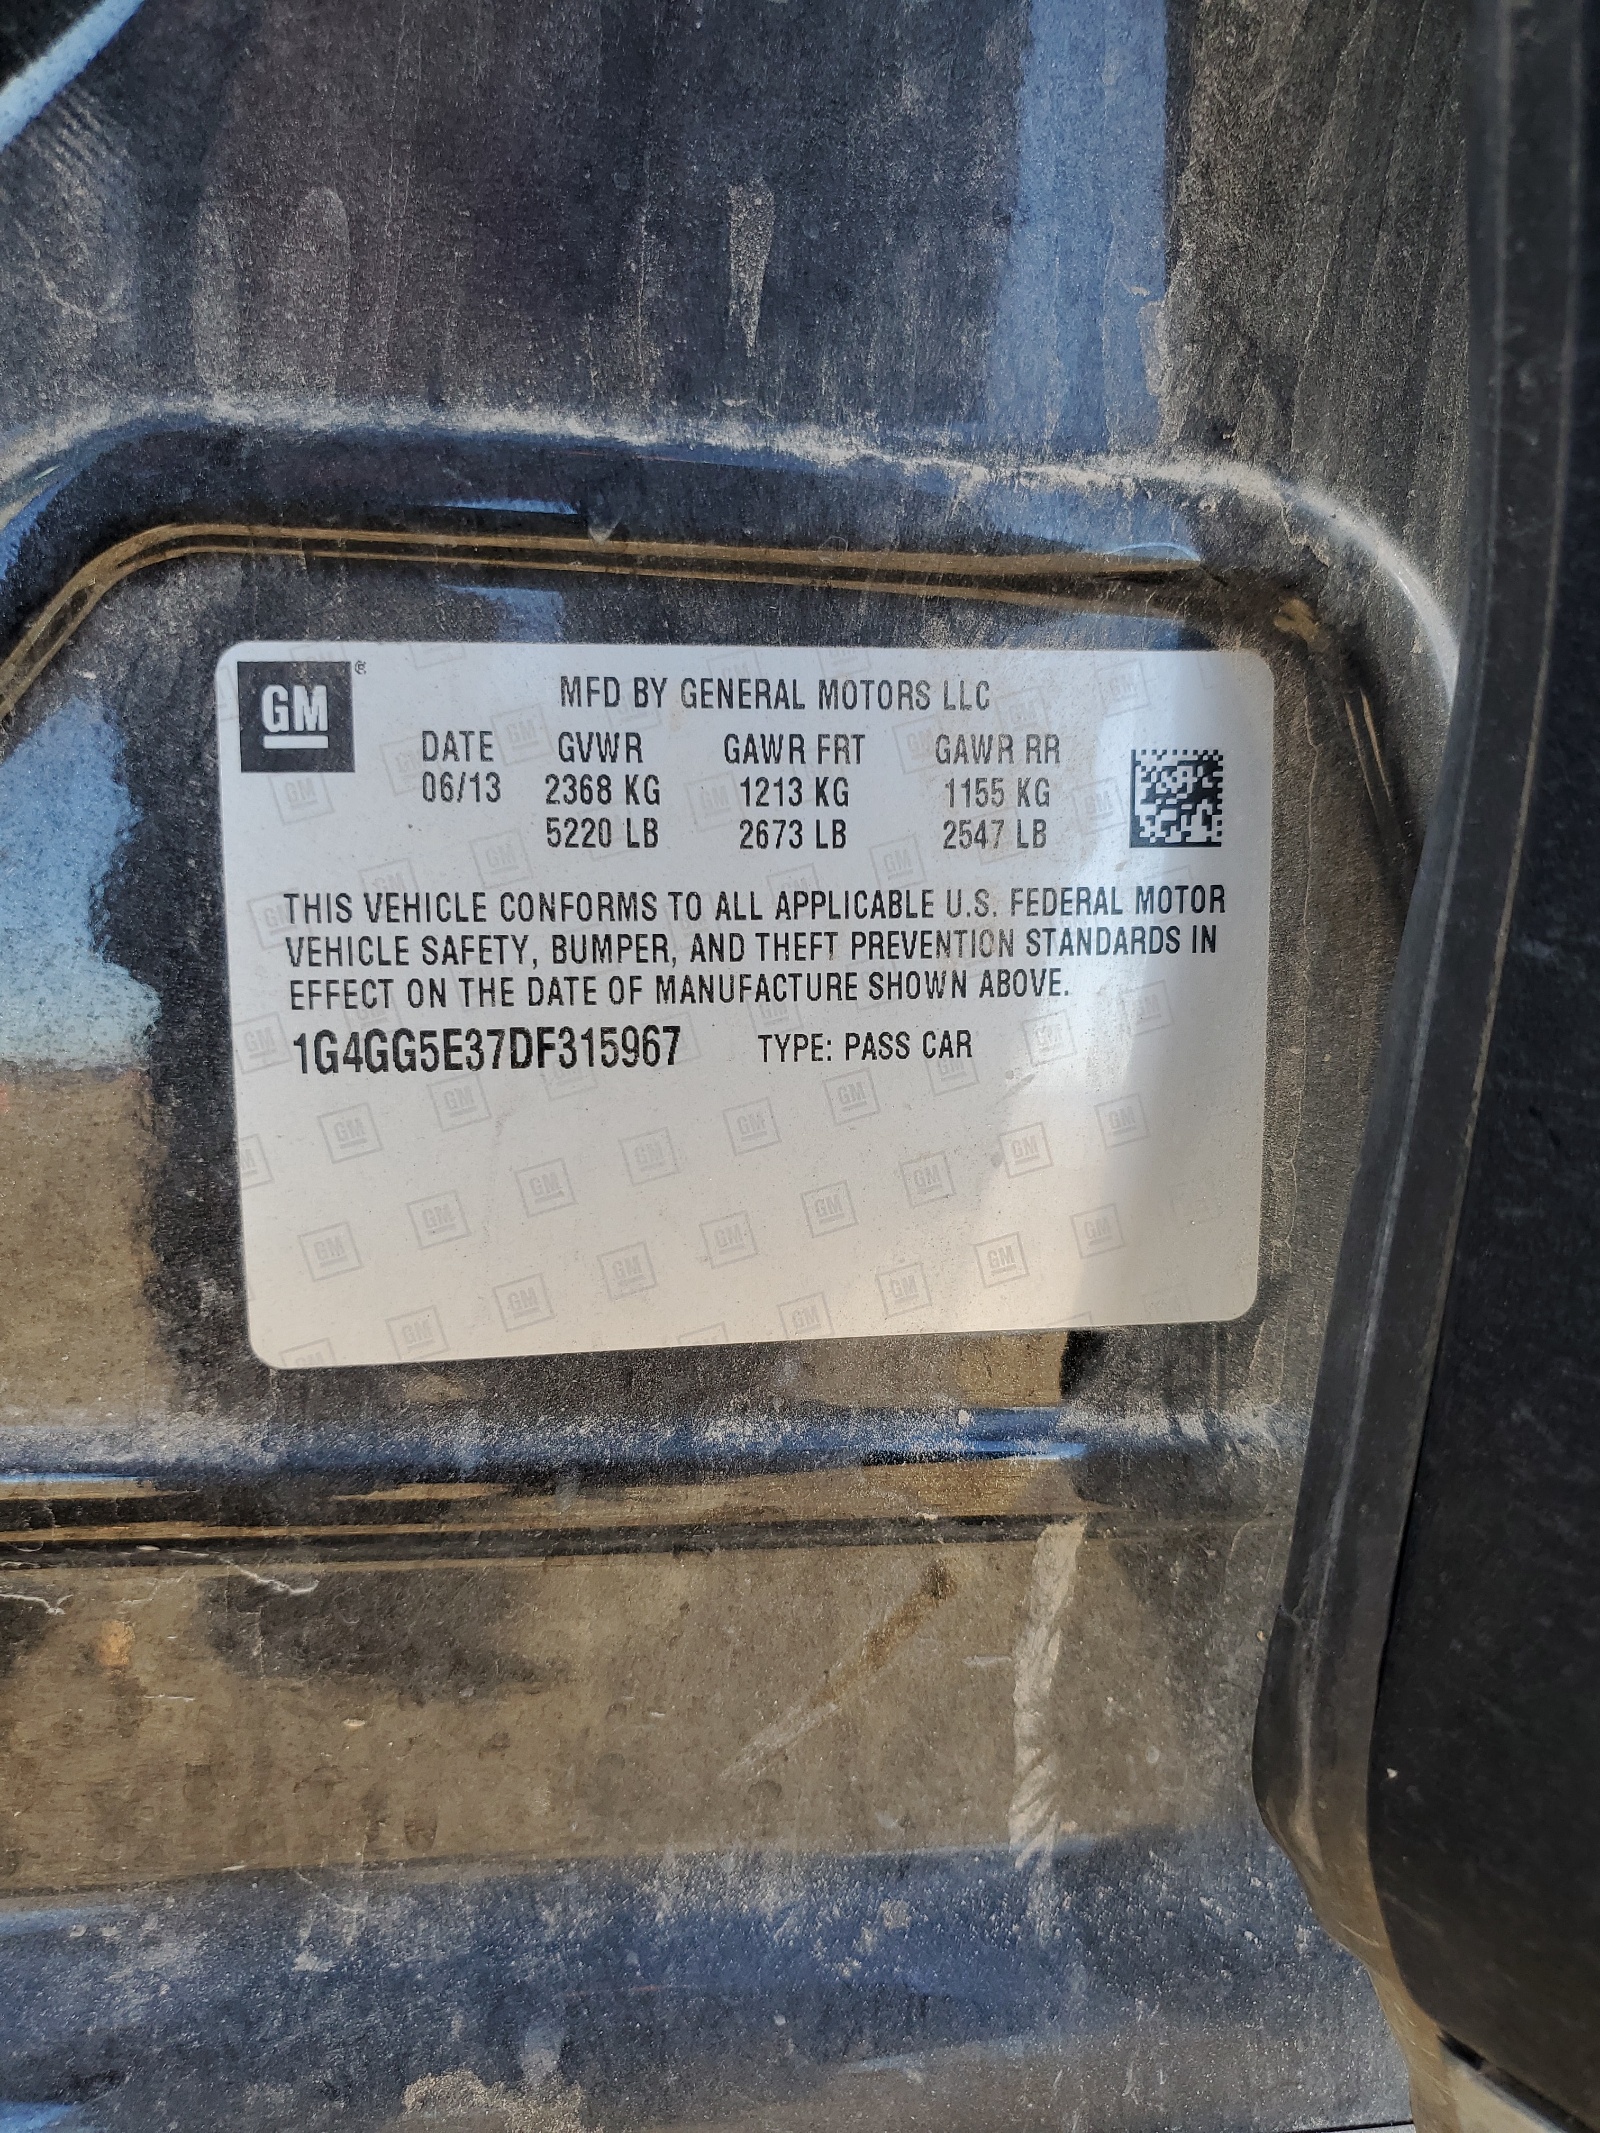 GM®
MFD BY GENERAL MOTORS LLC
DATE GVWR GAWR FRT GAWR RR
06/13 2368 KG 1213 KG 1155 KG
5220 LB 2673 LB 2547 LB
THIS VEHICLE CONFORMS TO ALL APPLICABLE U.S. FEDERAL MOTOR
VEHICLE SAFETY, BUMPER, AND THEFT PREVENTION STANDARDS IN
EFFECT ON THE DATE OF MANUFACTURE SHOWN ABOVE.
1G4GG5E37DF315967 TYPE: PASS CAR